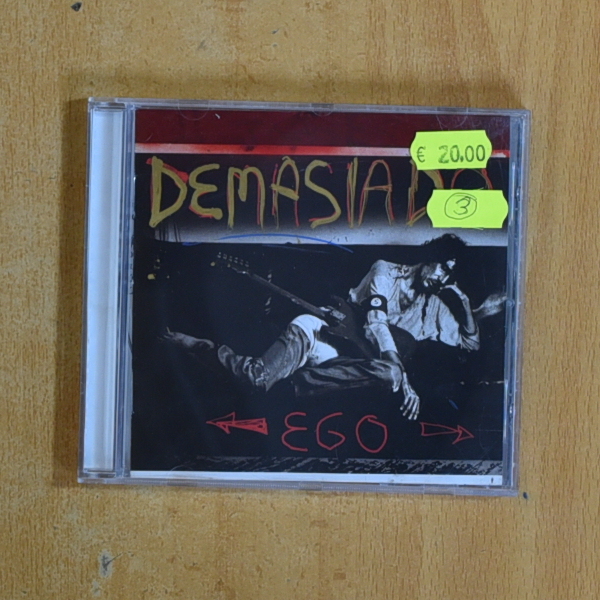 € 20.00
DEMASIADO
3
EGO